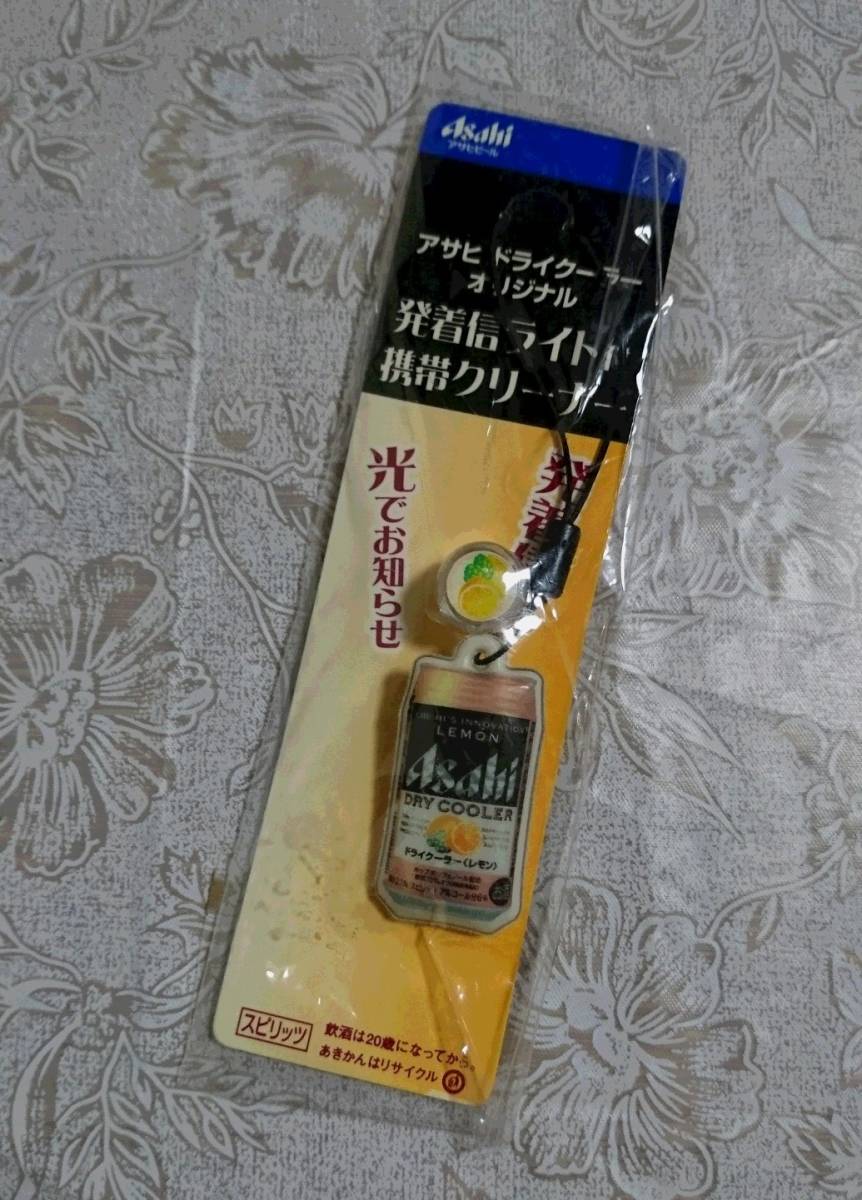 Asahi
アサヒビール
アサヒ ドライクーラー
オリジナル
発着信ライト付
携帯クリーナー
発着信
光でお知らせ
LEMON
Asahi
DRY COOLER
ドライクーラー〈レモン〉
スピリッツ
飲酒は20歳になってから。
あきかんはリサイクル